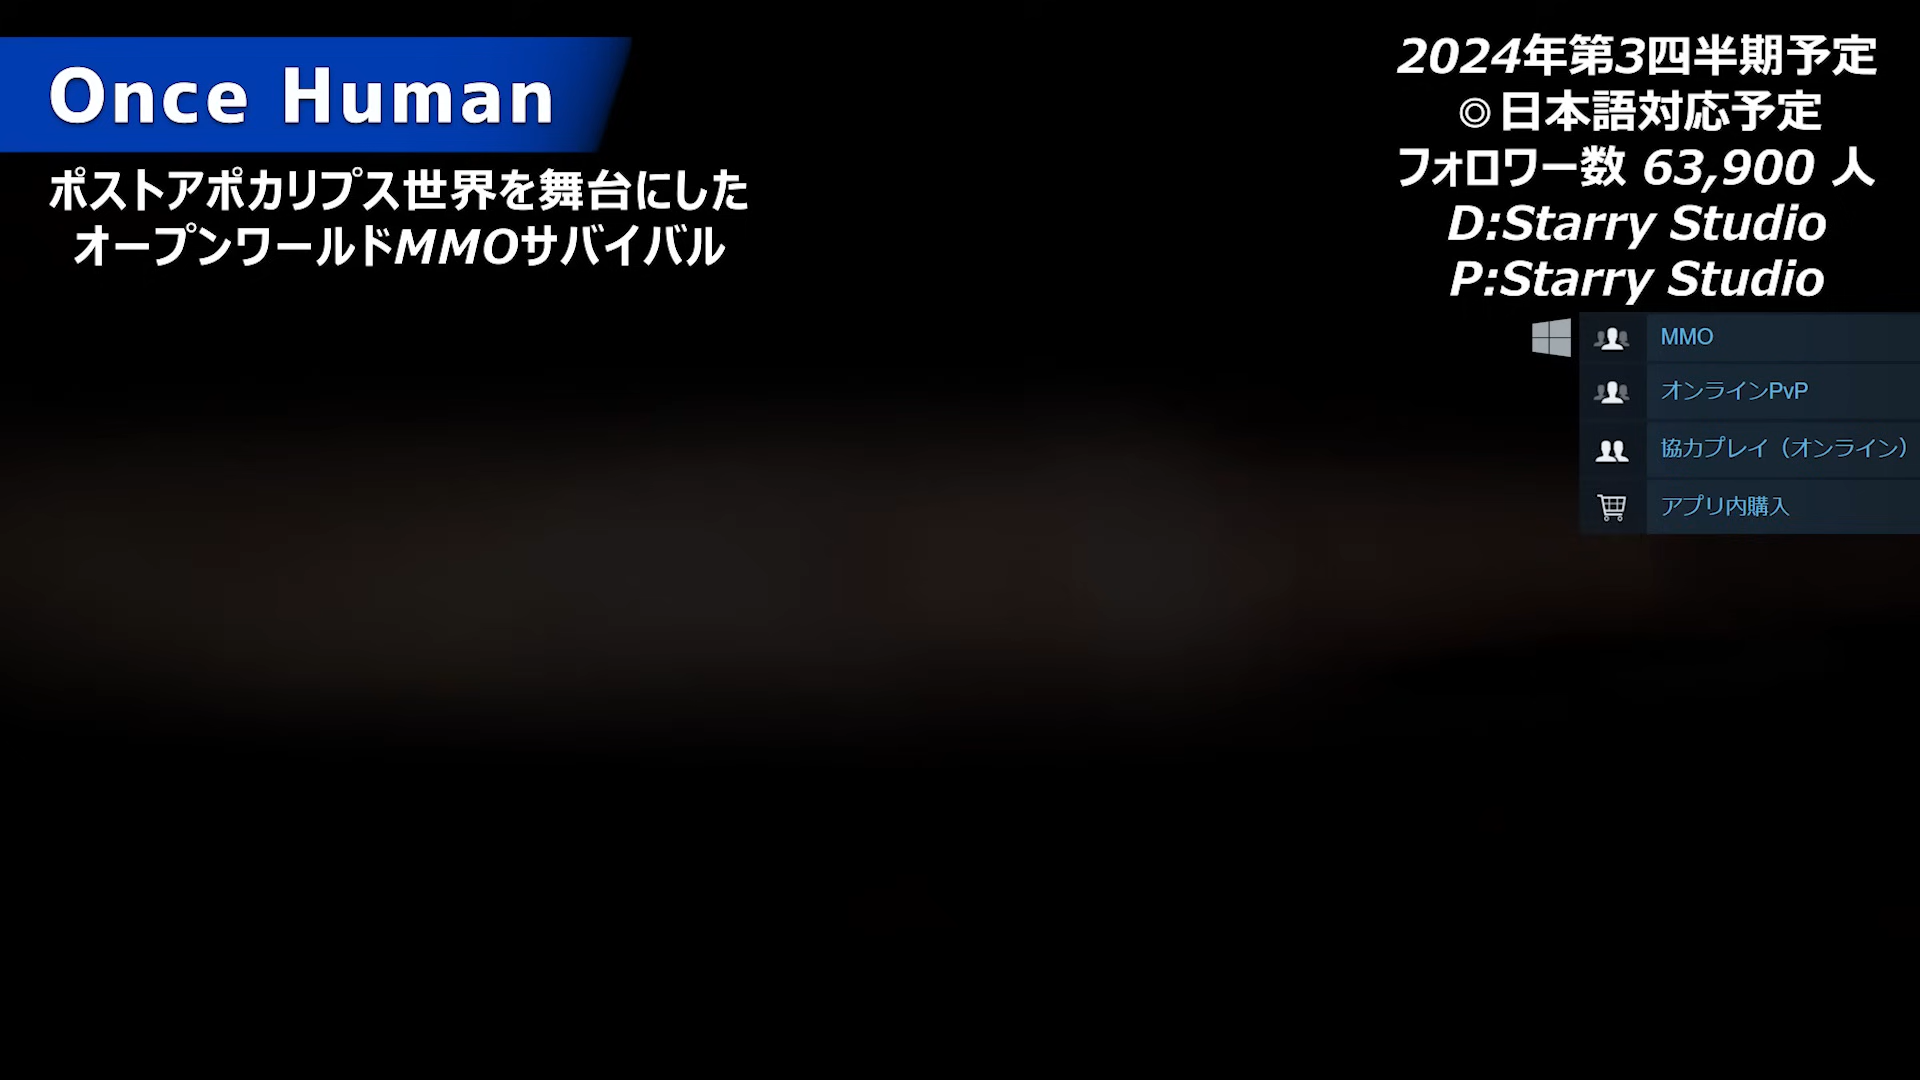 Once Human
ポストアポカリプス世界を舞台にした
オープンワールドMMOサバイバル
2024年第3四半期予定
◎日本語対応予定
フォロワー数 63,900 人
D:Starry Studio
P:Starry Studio
MMO
オンラインPvP
協力プレイ（オンライン）
アプリ内購入